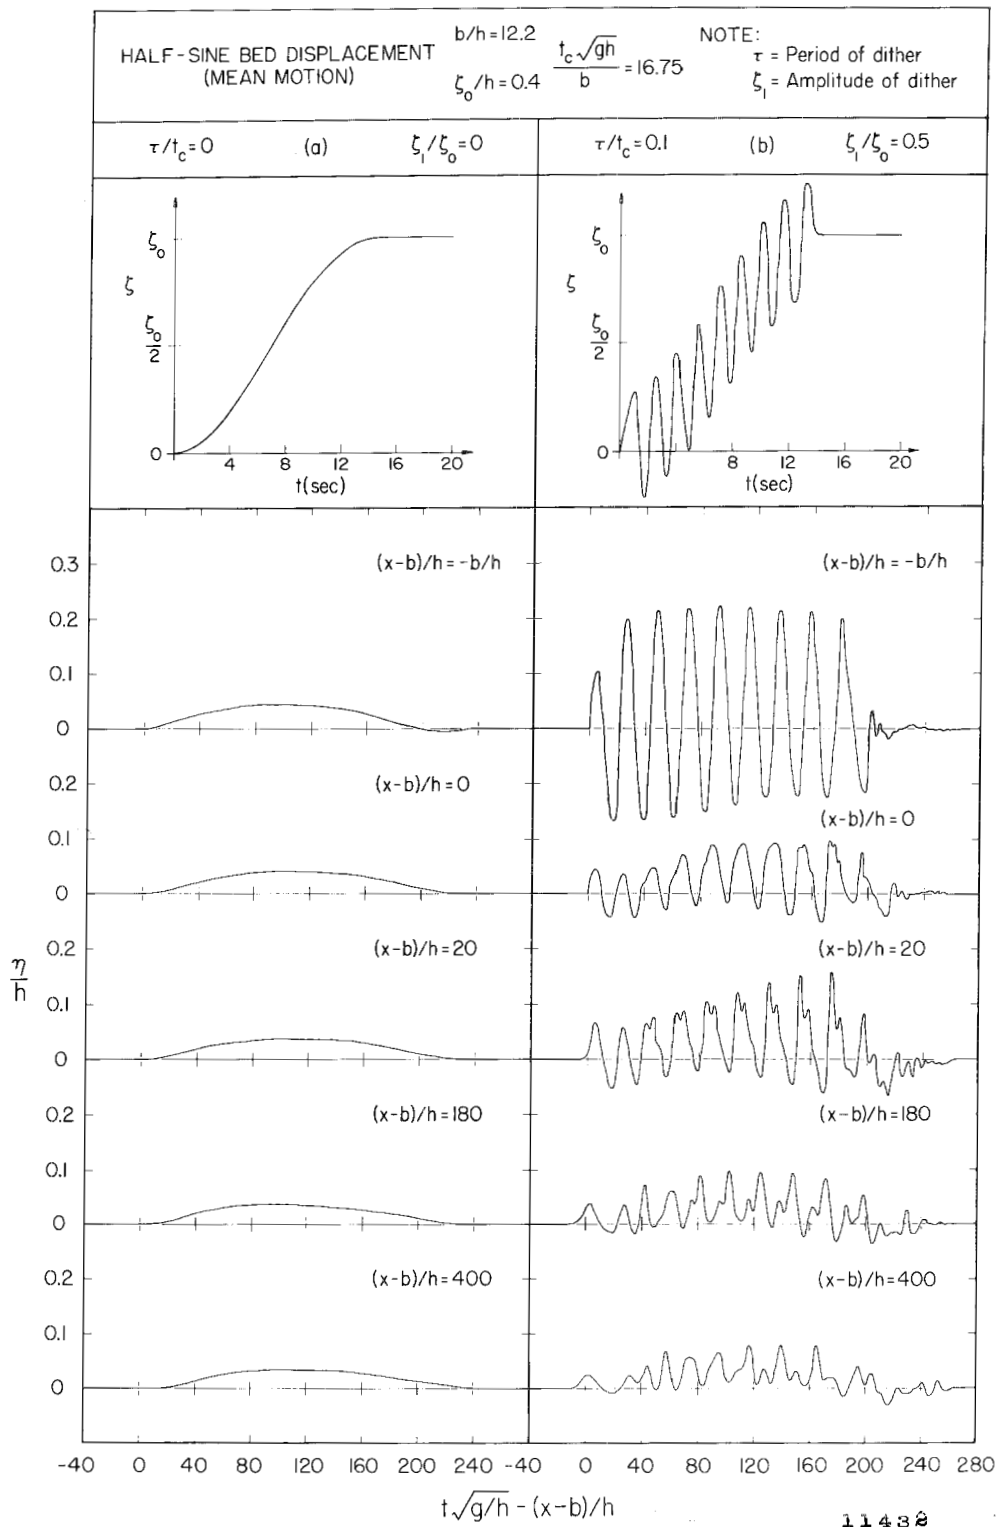 HALF-SINE BED DISPLACEMENT
(MEAN MOTION)
b/h=12.2
ζ₀/h=0.4
t_c√gh / b =16.75
NOTE:
τ = Period of dither
ζ₁= Amplitude of dither
τ/t_c=0 (a) ζ₁/ζ₀=0
τ/t_c=0.1 (b) ζ₁/ζ₀=0.5
ζ₀
ζ
ζ₀/2
0
4 8 12 16 20
t(sec)
ζ₀
ζ
ζ₀/2
0
8 12 16 20
t(sec)
0.3
0.2
0.1
0
(x-b)/h=-b/h
(x-b)/h=-b/h
0.2
0.1
0
(x-b)/h=0
(x-b)/h=0
0.2
0.1
0
(x-b)/h=20
(x-b)/h=20
η/h
0.2
0.1
0
(x-b)/h=180
(x-b)/h=180
0.2
0.1
0
(x-b)/h=400
(x-b)/h=400
-40 0 40 80 120 160 200 240 -40 0 40 80 120 160 200 240 280
t√g/h -(x-b)/h
11438